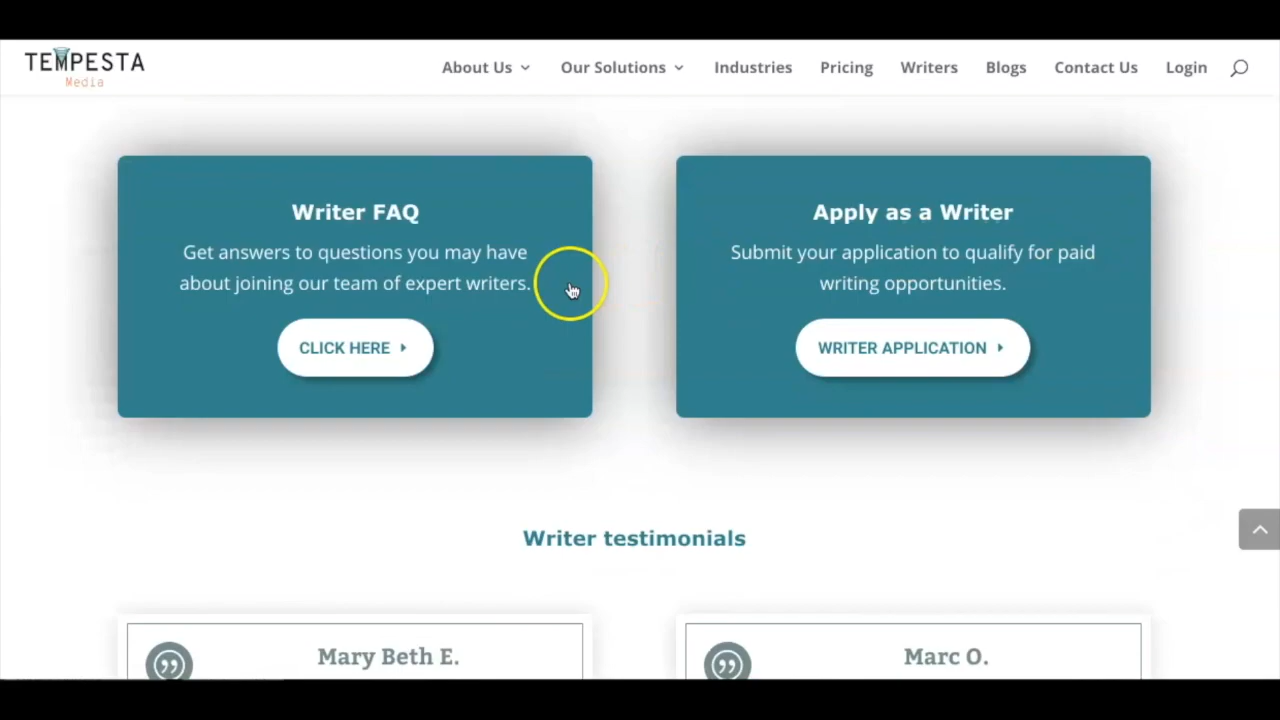 TEMPESTA
Media
About Us
Our Solutions
Industries
Pricing
Writers
Blogs
Contact Us
Login
Writer FAQ
Get answers to questions you may have
about joining our team of expert writers.
CLICK HERE
Apply as a Writer
Submit your application to qualify for paid
writing opportunities.
WRITER APPLICATION
Writer testimonials
Mary Beth E.
Marc O.